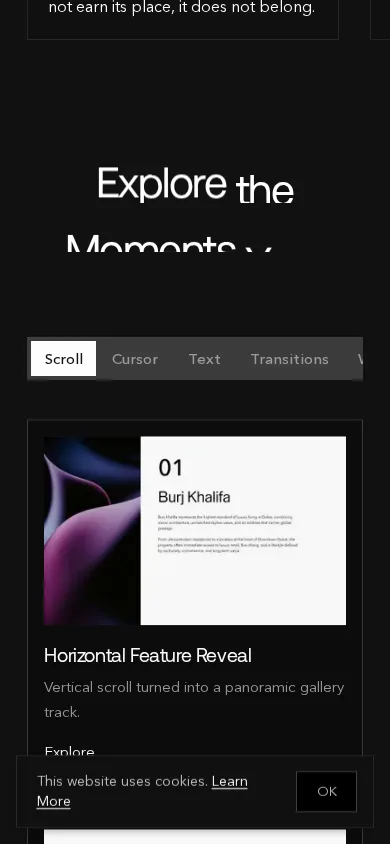 not earn its place, it does not belong.
Explore the
Moments
Scroll Cursor Text Transitions
01
Burj Khalifa
Horizontal Feature Reveal
Vertical scroll turned into a panoramic gallery
track.
Explore
This website uses cookies. Learn
More
OK